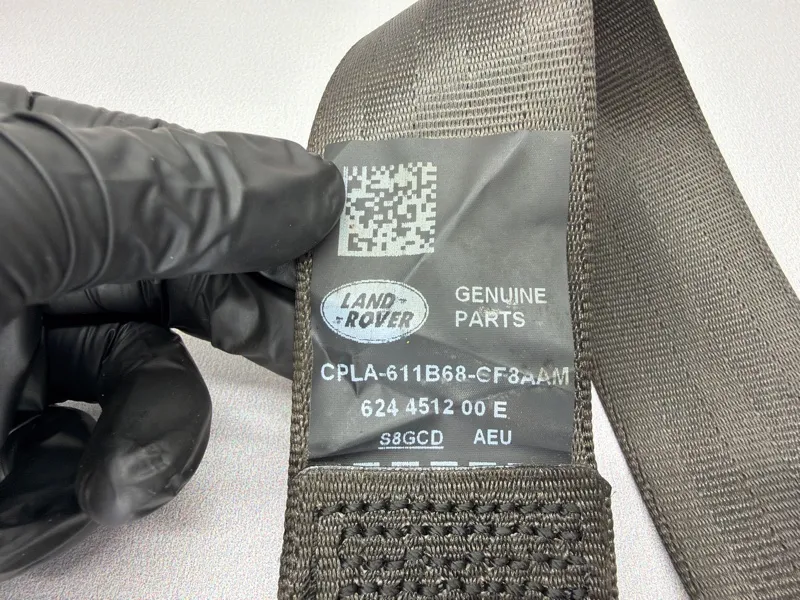 LAND-
-ROVER
GENUINE
PARTS
CPLA-611B68-CF8AAM
624 4512 00 E
S8GCD AEU